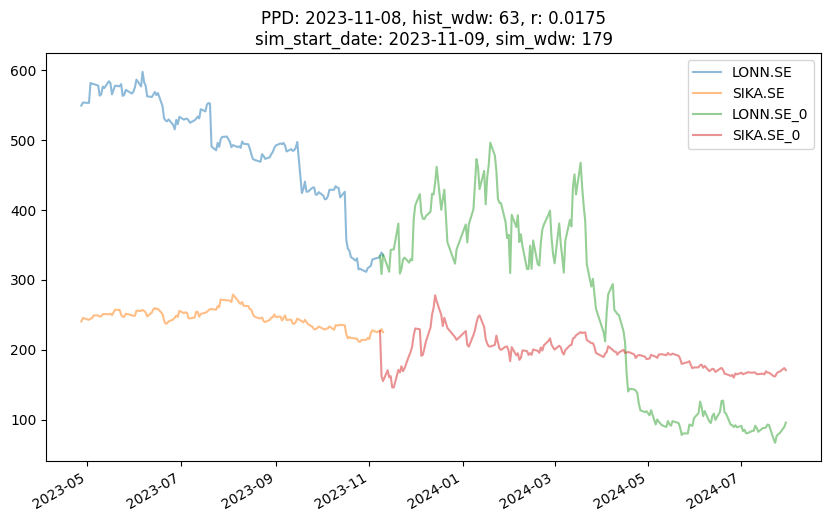 PPD: 2023-11-08, hist_wdw: 63, r: 0.0175
sim_start_date: 2023-11-09, sim_wdw: 179
LONN.SE
SIKA.SE
LONN.SE_0
SIKA.SE_0
600
500
400
300
200
100
2023-05
2023-07
2023-09
2023-11
2024-01
2024-03
2024-05
2024-07